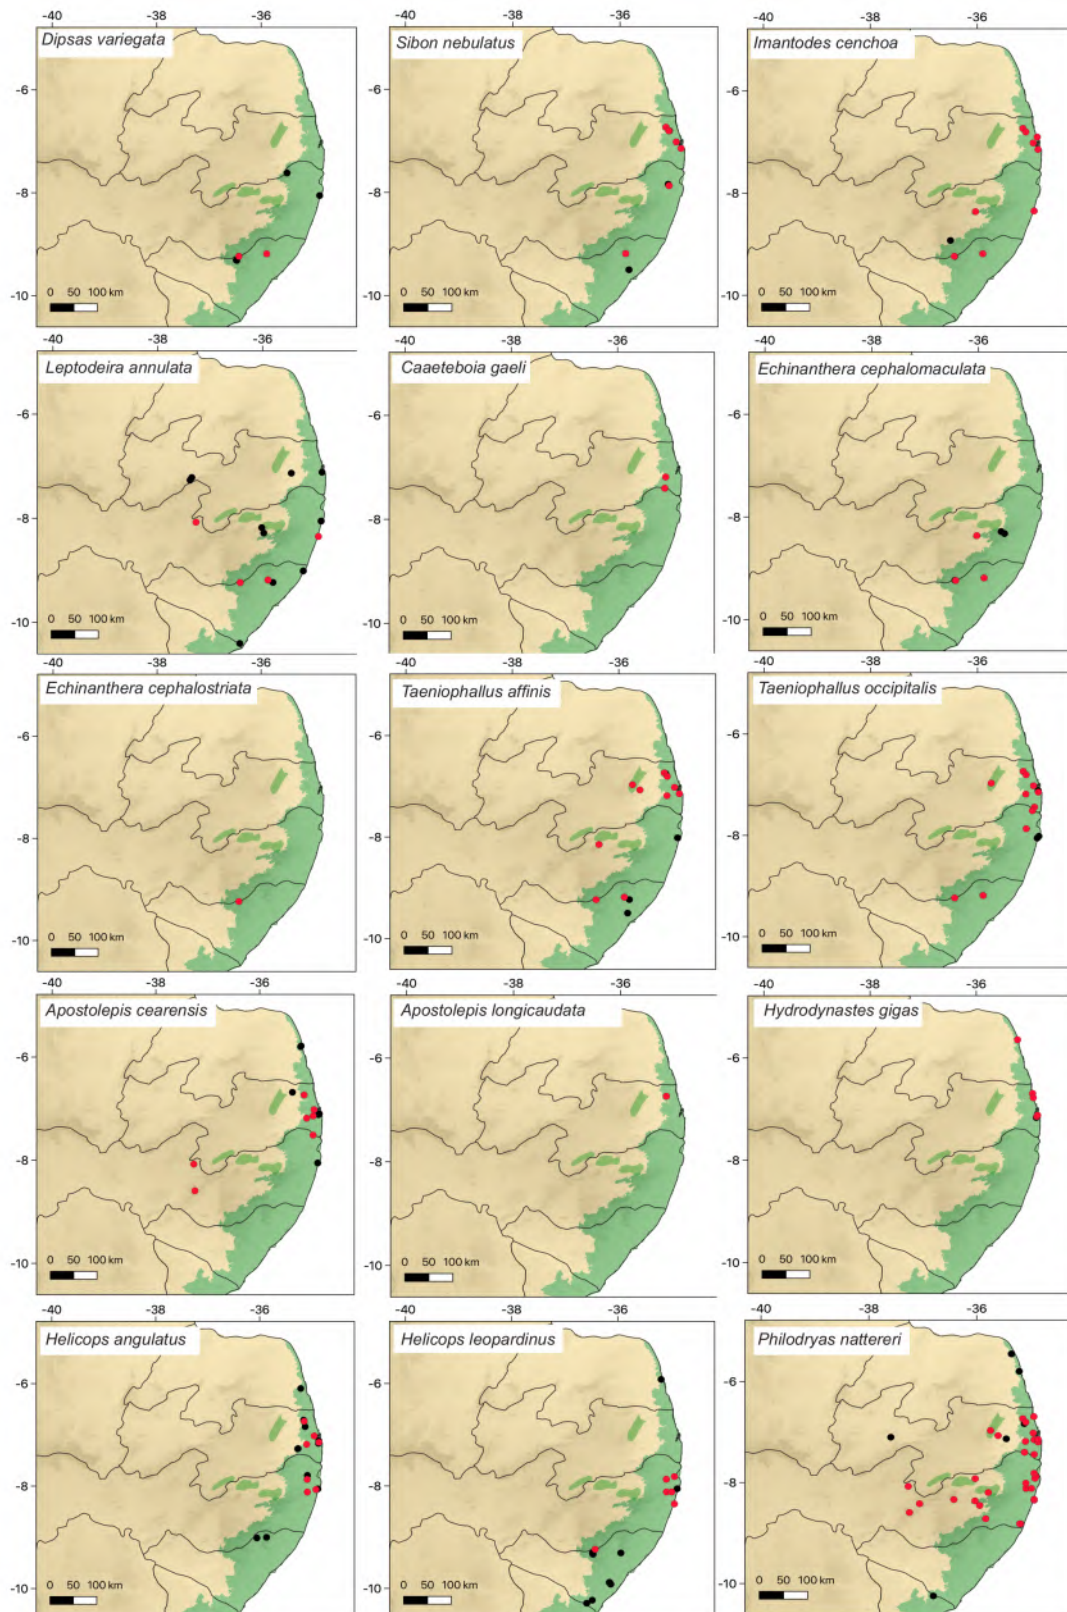 -40 -38 -36
Dipsas variegata
-6
-8
-10
0 50 100 km
-40 -38 -36
Sibon nebulatus
0 50 100 km
-40 -38 -36
Imantodes cenchoa
-6
-8
-10
0 50 100 km
-40 -38 -36
Leptodeira annulata
-6
-8
-10
0 50 100 km
-40 -38 -36
Caaeteboia gaeli
-6
-8
-10
0 50 100 km
-40 -38 -36
Echinanthera cephalomaculata
-6
-8
-10
0 50 100 km
-40 -38 -36
Echinanthera cephalostriata
-6
-8
-10
0 50 100 km
-40 -38 -36
Taeniophallus affinis
-6
-8
-10
0 50 100 km
-40 -38 -36
Taeniophallus occipitalis
-6
-8
-10
0 50 100 km
-40 -38 -36
Apostolepis cearensis
-6
-8
-10
0 50 100 km
-40 -38 -36
Apostolepis longicaudata
-6
-8
-10
0 50 100 km
-40 -38 -36
Hydrodynastes gigas
-6
-8
-10
0 50 100 km
-40 -38 -36
Helicops angulatus
-6
-8
-10
0 50 100 km
-40 -38 -36
Helicops leopardinus
-6
-8
-10
0 50 100 km
-40 -38 -36
Philodryas nattereri
-6
-8
-10
0 50 100 km